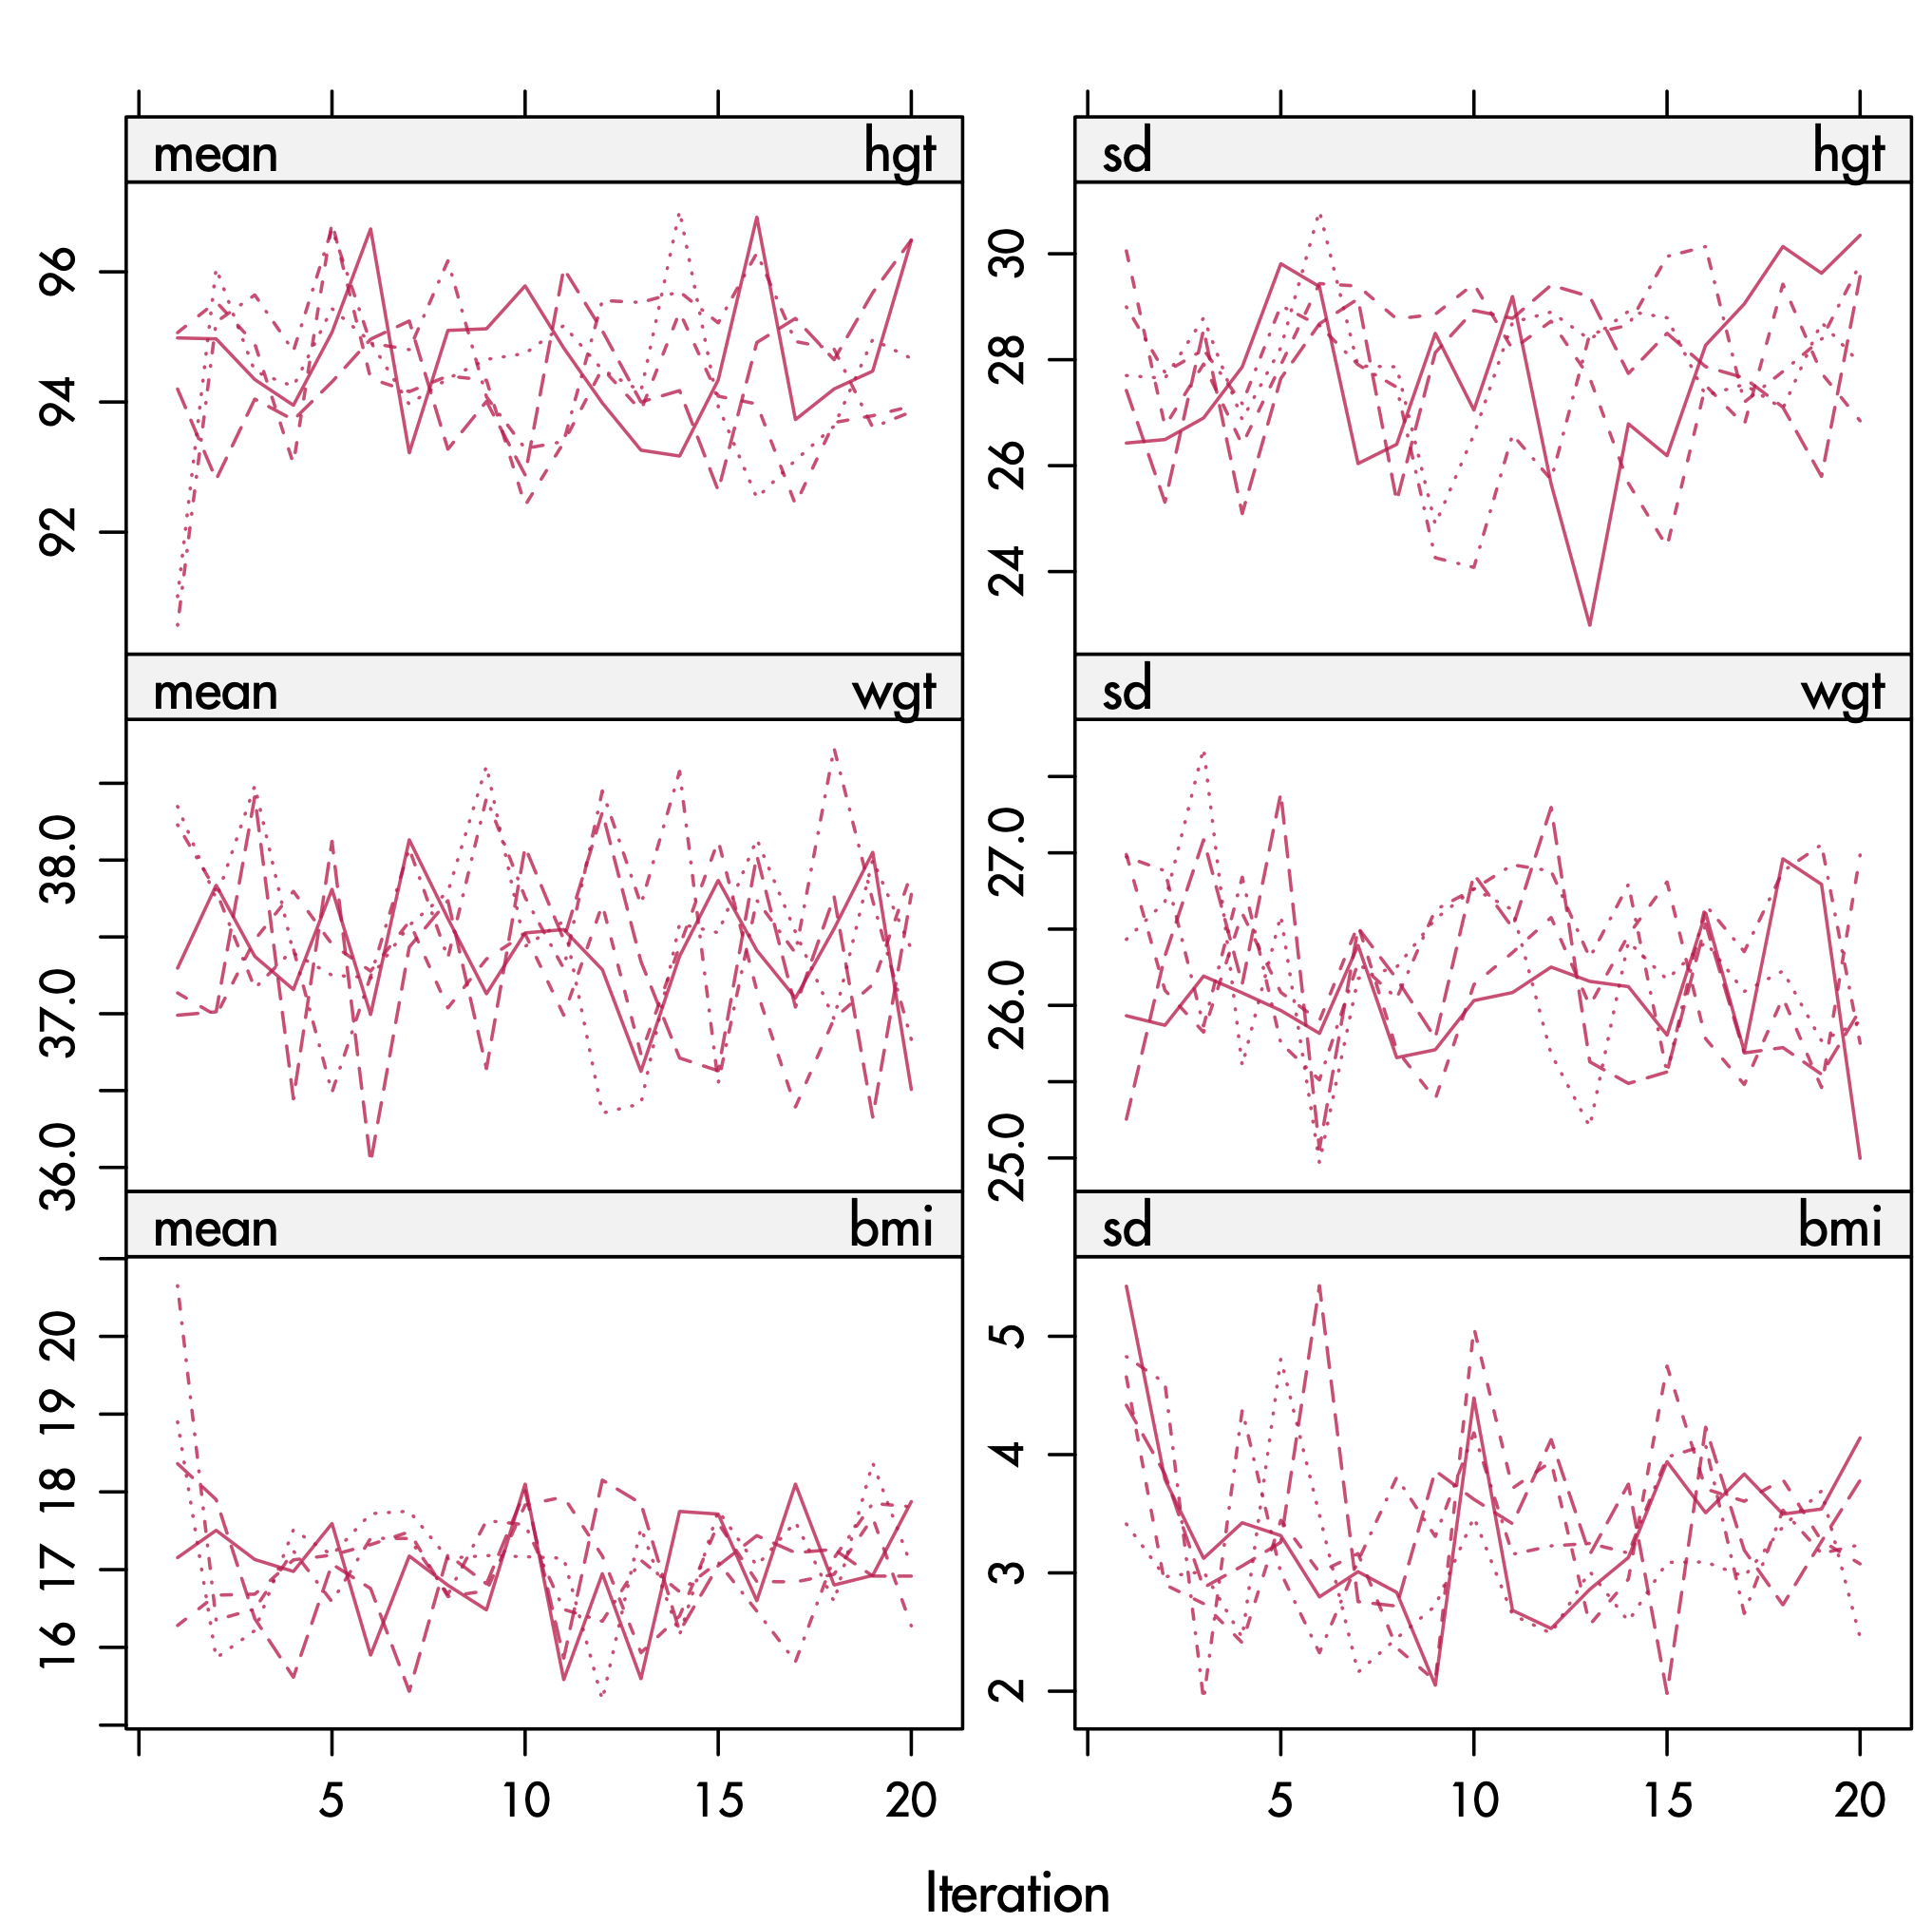 mean hgt sd hgt
96 94 92
30 28 26 24
mean wgt sd wgt
38.0 37.0 36.0
27.0 26.0 25.0
mean bmi sd bmi
20 19 18 17 16
5 4 3 2
5 10 15 20 5 10 15 20
Iteration